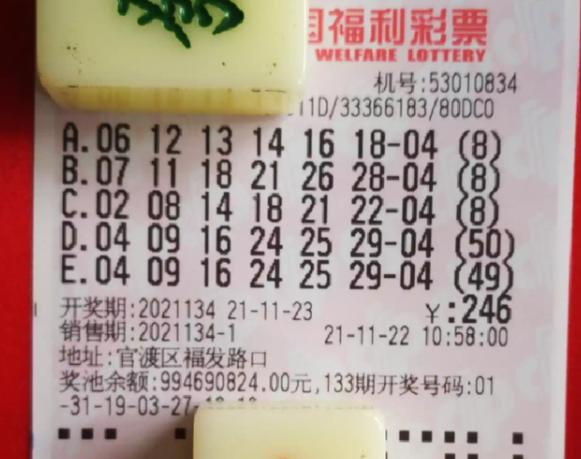 国福利彩票
WELFARE LOTTERY
机号:53010834
11D/33366183/80DC0
A.06 12 13 14 16 18-04 (8)
B.07 11 18 21 26 28-04 (8)
C.02 08 14 18 21 22-04 (8)
D.04 09 16 24 25 29-04 (50)
E.04 09 16 24 25 29-04 (49)
开奖期:2021134 21-11-23 ¥:246
销售期:2021134-1 21-11-22 10:58:00
地址:官渡区福发路口
奖池余额:994690824.00元,133期开奖号码:01
-31-19-03-27-